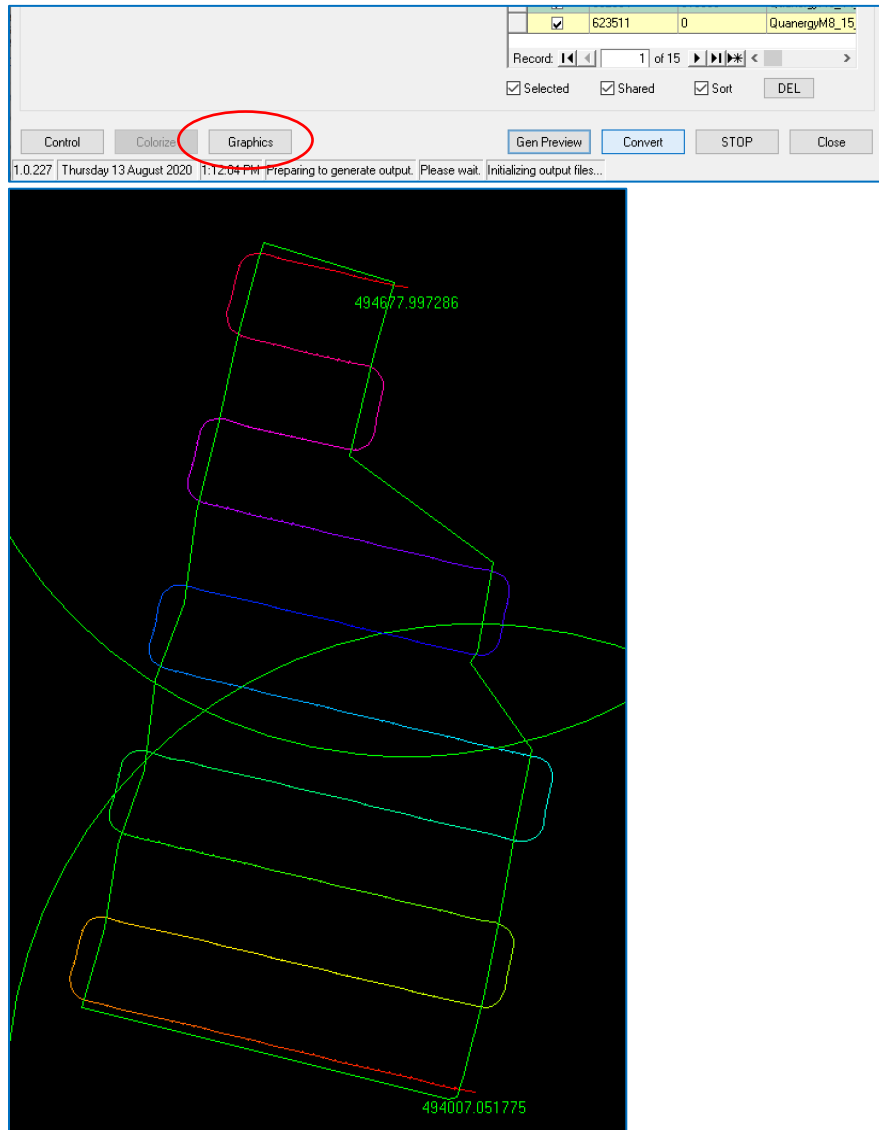 623511 0 QuanergyM8_15_
Record: 1 of 15
Selected Shared Sort DEL
Control Colorize Graphics Gen Preview Convert STOP Close
1.0.227 Thursday 13 August 2020 1:12:04 PM Preparing to generate output. Please wait. Initializing output files...
494677.997286
494007.051775